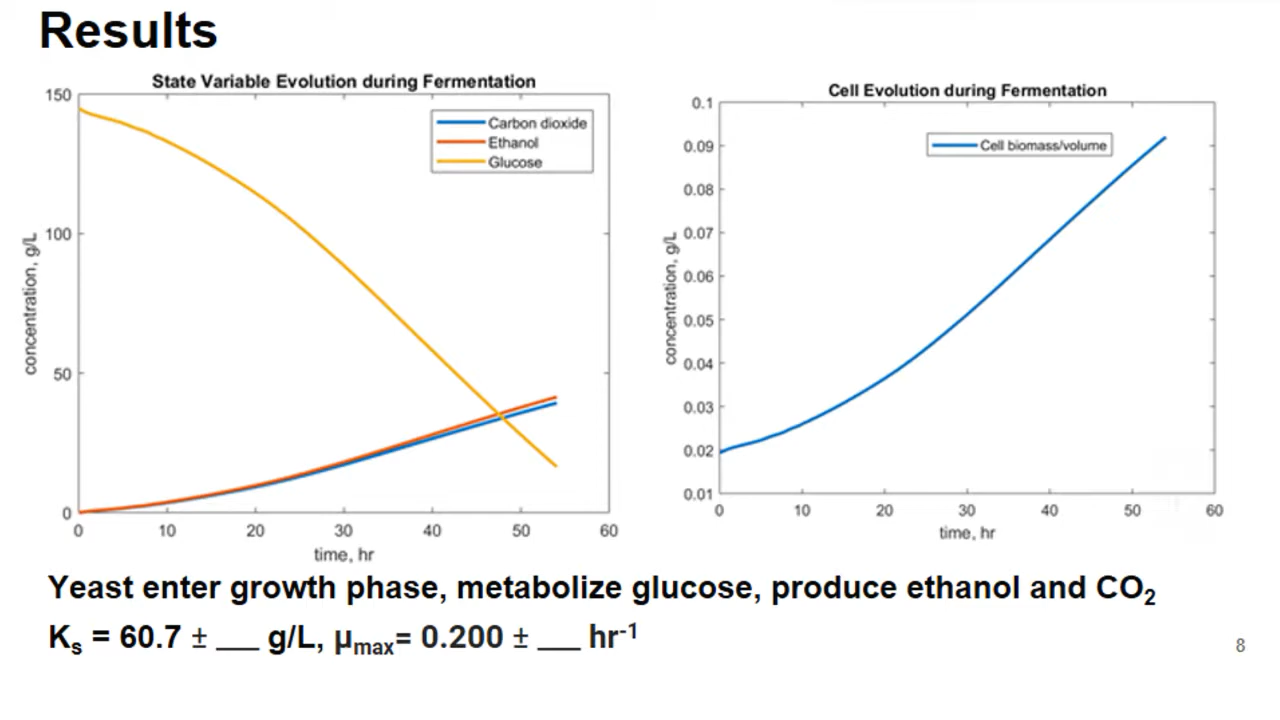 Results
State Variable Evolution during Fermentation
150
100
50
0
0 10 20 30 40 50 60
concentration, g/L
time, hr
Carbon dioxide
Ethanol
Glucose
Cell Evolution during Fermentation
0.1
0.09
0.08
0.07
0.06
0.05
0.04
0.03
0.02
0.01
0 10 20 30 40 50 60
concentration, g/L
time, hr
Cell biomass/volume
Yeast enter growth phase, metabolize glucose, produce ethanol and CO₂
Kₛ = 60.7 ± ___ g/L, μmax= 0.200 ± ___ hr⁻¹
8